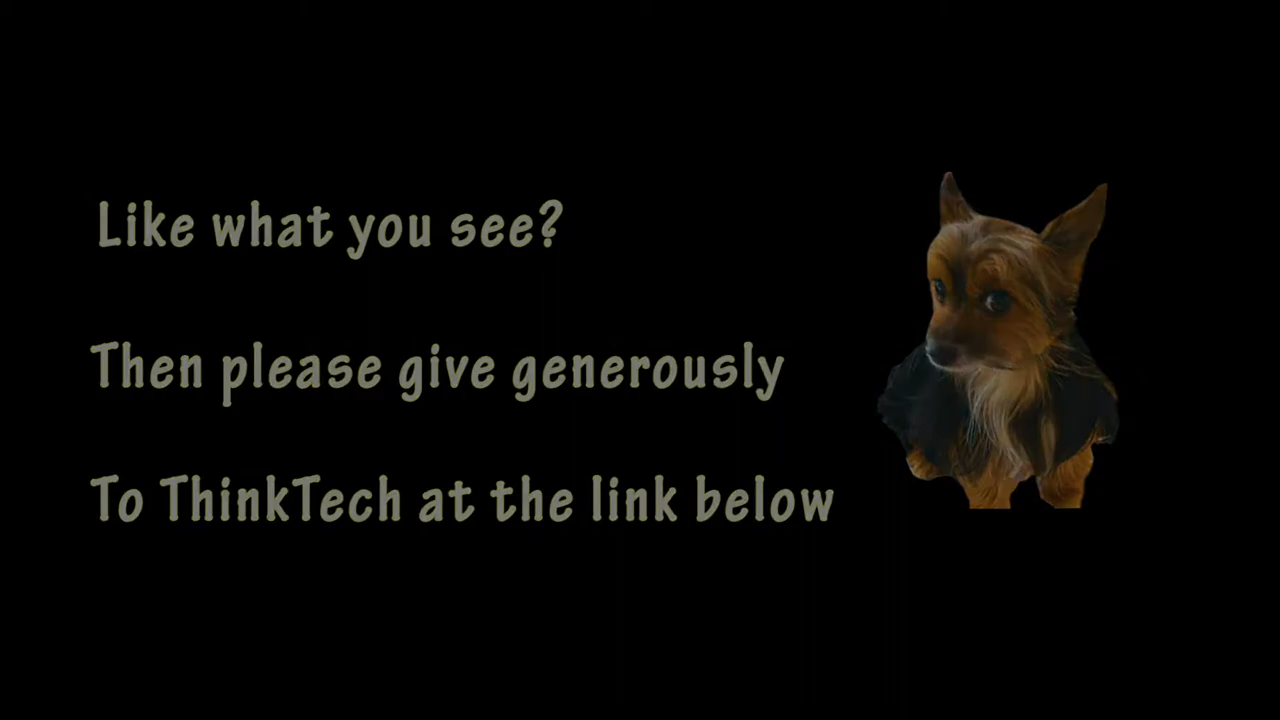 Like what you see?
Then please give generously
To ThinkTech at the link below